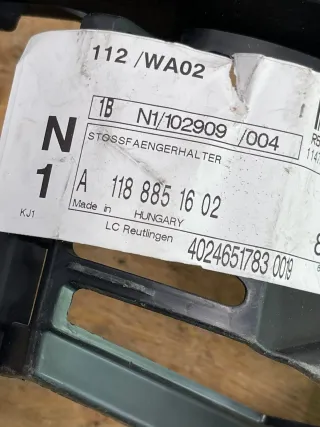 112 /WA02
1B N1/102909 /004
N
1
STOSSFAENGERHALTER
A 118 885 16 02
KJ1
Made in HUNGARY
LC Reutlingen
4024651783 0019